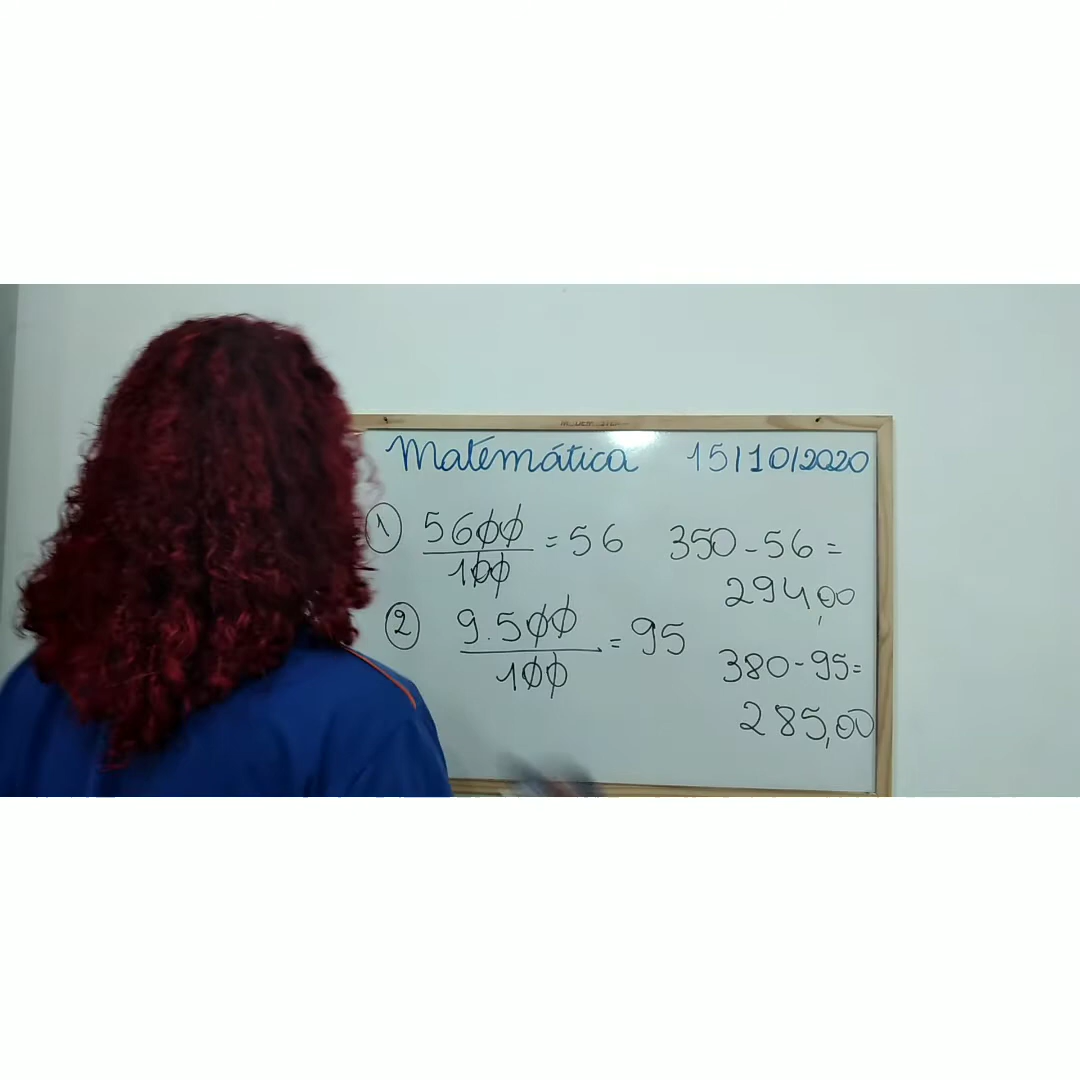 Matemática 15/10/2020
1 5600 = 56 350 - 56 =
100
294,00
2 9.500 = 95
100
380 - 95 =
285,00